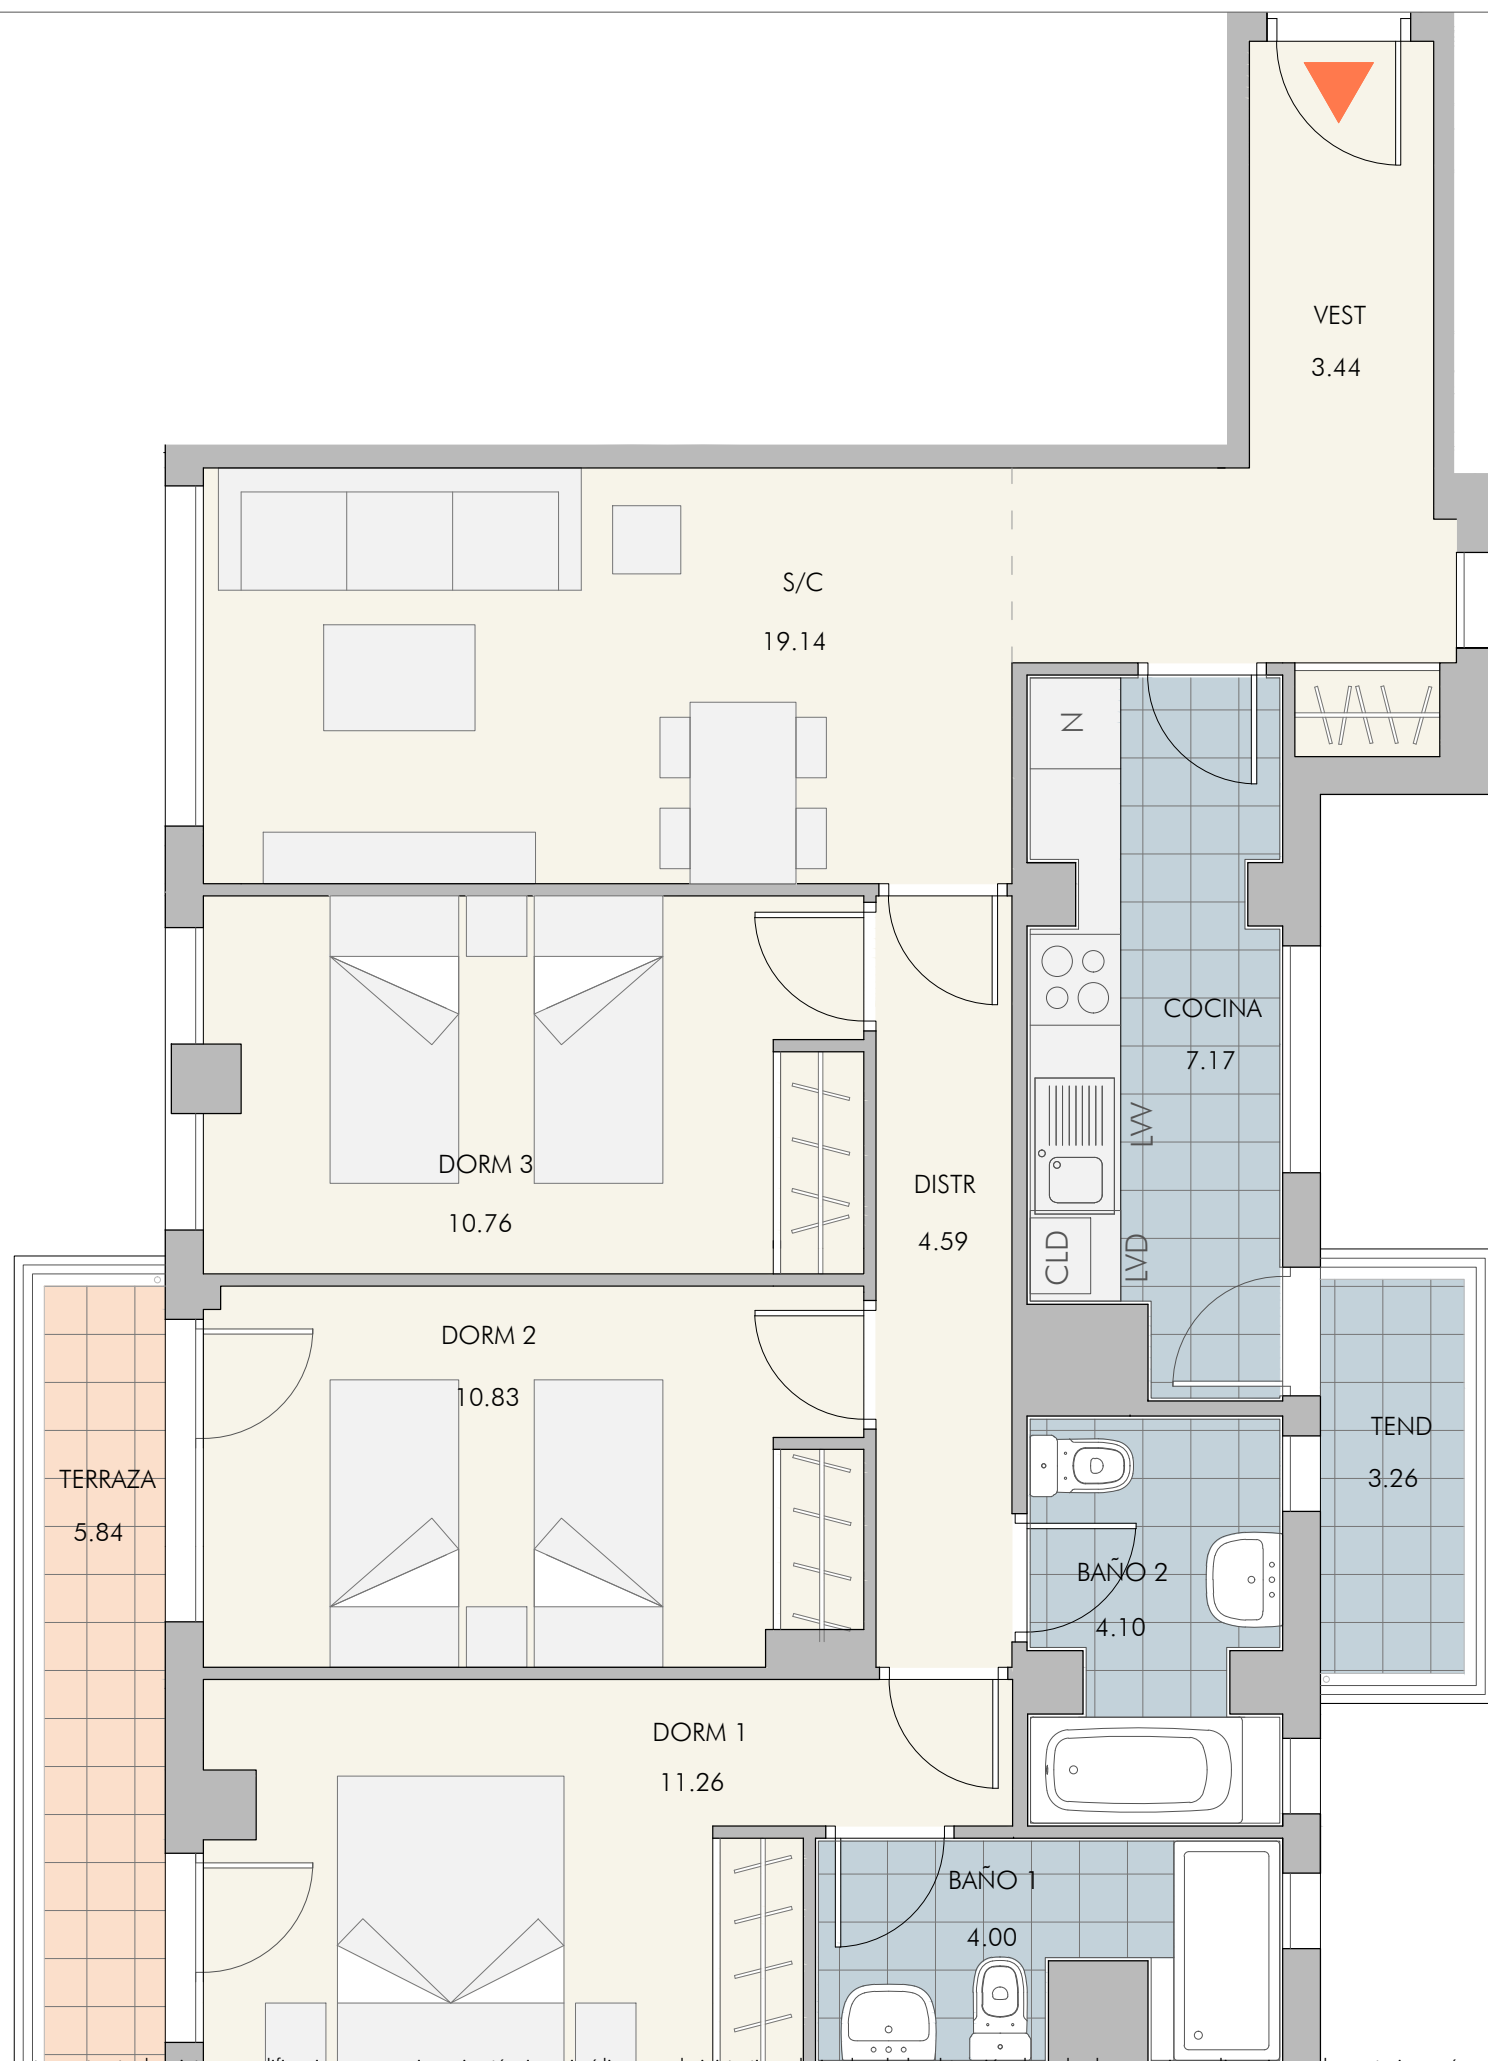 VEST
3.44
S/C
19.14
N
COCINA
7.17
LVV
DORM 3
10.76
DISTR
4.59
CLD
LVD
DORM 2
10.83
TERRAZA
5.84
TEND
3.26
BAÑO 2
4.10
DORM 1
11.26
BAÑO 1
4.00